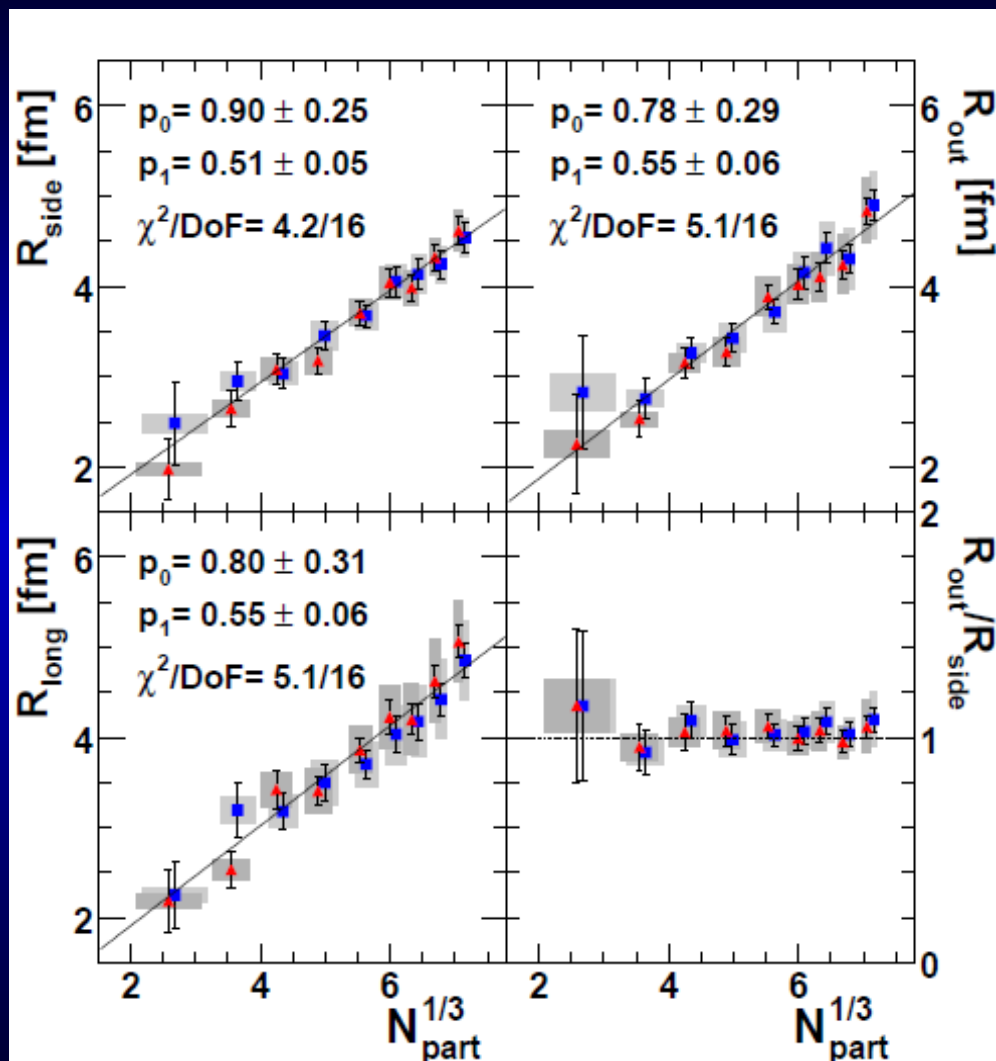 R_side [fm]
6
4
2
p_0= 0.90 ± 0.25
p_1= 0.51 ± 0.05
χ^2/DoF= 4.2/16
p_0= 0.78 ± 0.29
p_1= 0.55 ± 0.06
χ^2/DoF= 5.1/16
R_out [fm]
6
4
2
R_long [fm]
6
4
2
p_0= 0.80 ± 0.31
p_1= 0.55 ± 0.06
χ^2/DoF= 5.1/16
R_out/R_side
2
1
0
2 4 6
N_part^1/3
2 4 6
N_part^1/3